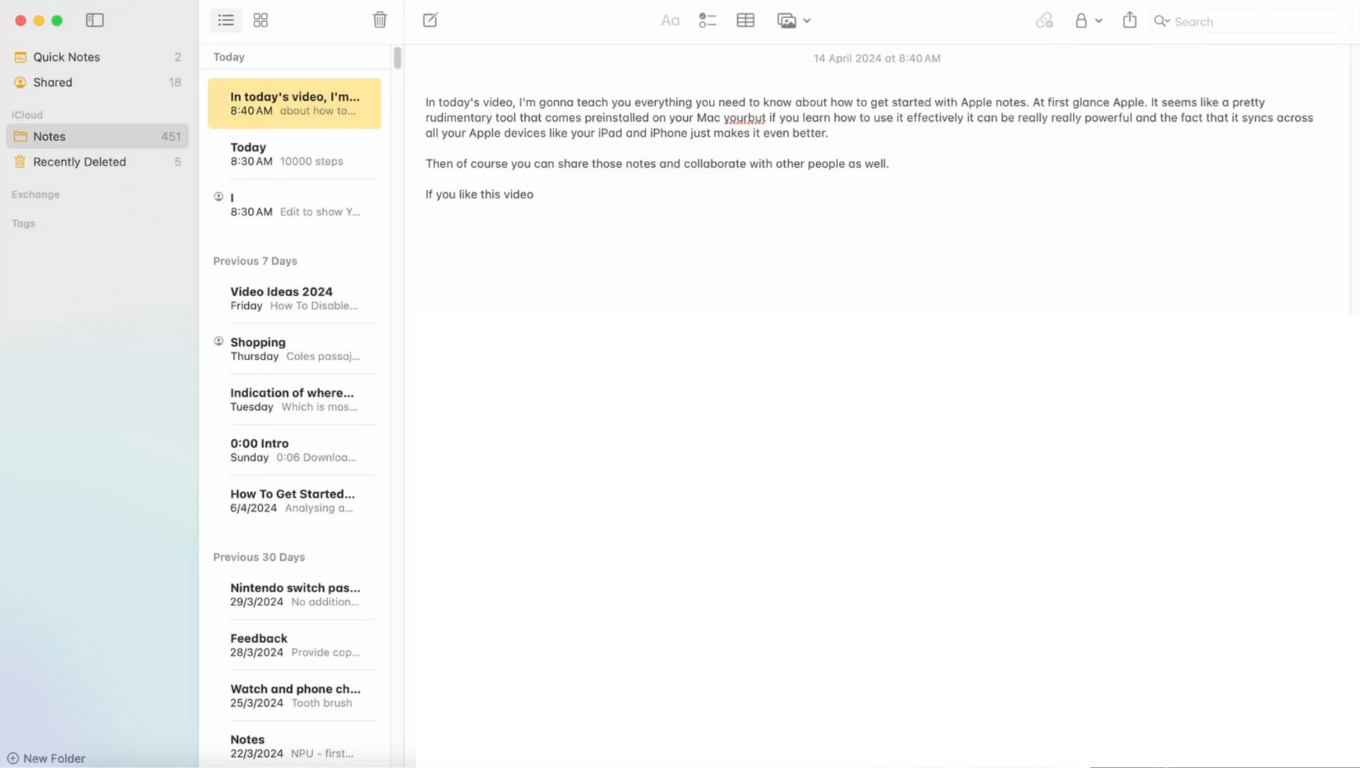 Aa
Search
Quick Notes 2
Shared 18
iCloud
Notes 451
Recently Deleted 5
Exchange
Tags
New Folder
Today
In today's video, I'm...
8:40 AM about how to...
Today
8:30 AM 10000 steps
I
8:30 AM Edit to show Y...
Previous 7 Days
Video Ideas 2024
Friday How To Disable...
Shopping
Thursday Coles passaj...
Indication of where...
Tuesday Which is mos...
0:00 Intro
Sunday 0:06 Downloa...
How To Get Started...
6/4/2024 Analysing a...
Previous 30 Days
Nintendo switch pas...
29/3/2024 No addition...
Feedback
28/3/2024 Provide cop...
Watch and phone ch...
25/3/2024 Tooth brush
Notes
22/3/2024 NPU - first...
14 April 2024 at 8:40 AM
In today's video, I'm gonna teach you everything you need to know about how to get started with Apple notes. At first glance Apple. It seems like a pretty
rudimentary tool that comes preinstalled on your Mac yourbut if you learn how to use it effectively it can be really really powerful and the fact that it syncs across
all your Apple devices like your iPad and iPhone just makes it even better.
Then of course you can share those notes and collaborate with other people as well.
If you like this video